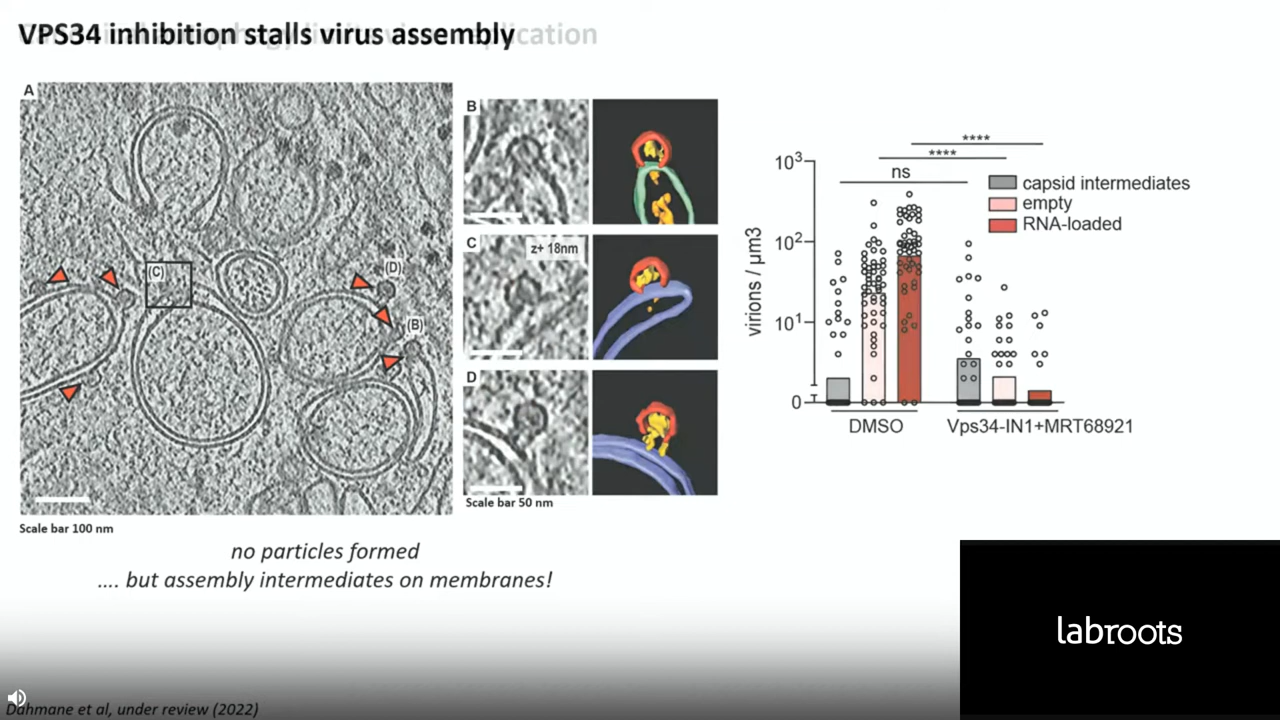 VPS34 inhibition stalls virus assembly
A
(C)
(D)
(B)
Scale bar 100 nm
B
C
z+ 18nm
D
Scale bar 50 nm
****
****
ns
capsid intermediates
empty
RNA-loaded
virions / µm3
10³
10²
10¹
0
DMSO
Vps34-IN1+MRT68921
no particles formed
.... but assembly intermediates on membranes!
labroots
Dahmane et al, under review (2022)